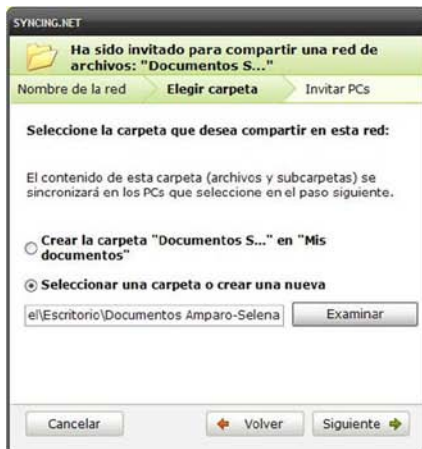 SYNCING.NET
Ha sido invitado para compartir una red de
archivos: "Documentos S..."
Nombre de la red
Elegir carpeta
Invitar PCs
Seleccione la carpeta que desea compartir en esta red:
El contenido de esta carpeta (archivos y subcarpetas) se
sincronizará en los PCs que seleccione en el paso siguiente.
Crear la carpeta "Documentos S..." en "Mis
documentos"
Seleccionar una carpeta o crear una nueva
el\Escritorio\Documentos Amparo-Selena
Examinar
Cancelar
Volver
Siguiente